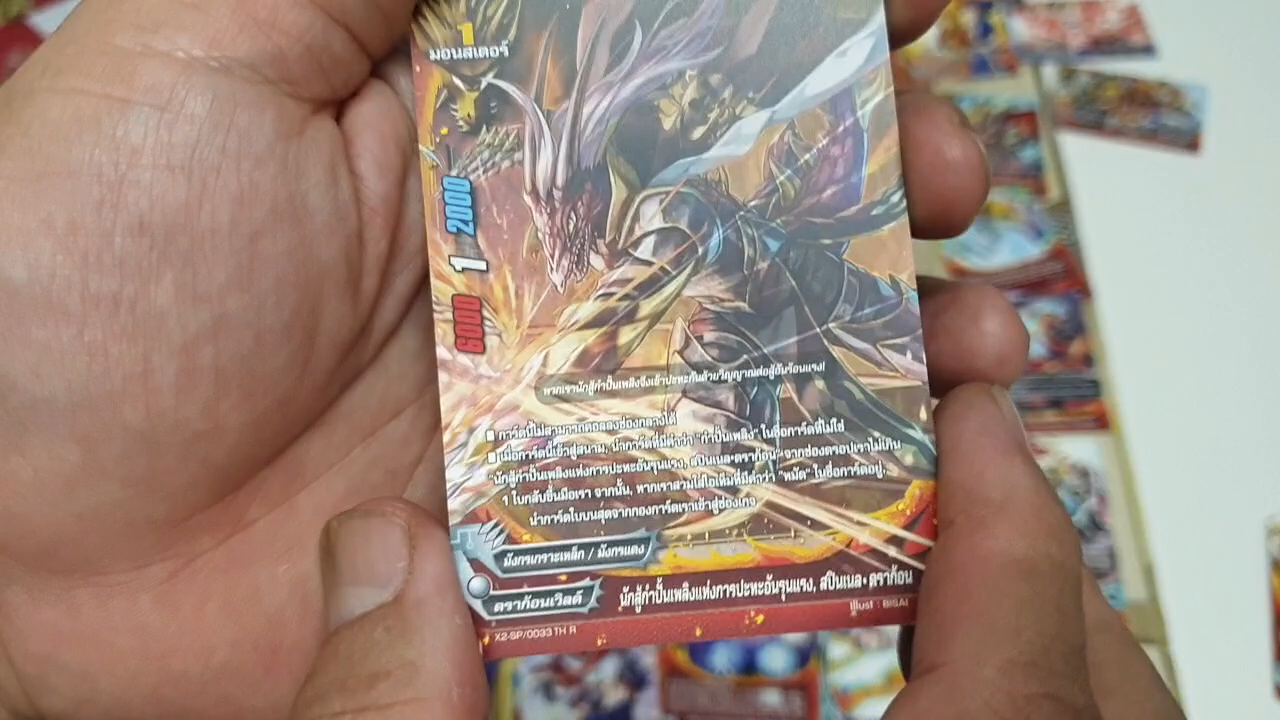 1
มอนสเตอร์
2000
1
6000
พวกเรานักสู้กำปั้นเพลิงจึงเข้าปะทะกันด้วยวิญญาณต่อสู้อันร้อนแรง!
■ การ์ดนี้ไม่สามารถคอลลงช่องกลางได้
■ เมื่อการ์ดนี้เข้าสู่สนาม, นำการ์ดที่มีคำว่า "กำปั้นเพลิง" ในชื่อการ์ดที่ไม่ใช่
"นักสู้กำปั้นเพลิงแห่งการปะทะอันรุนแรง, สปินเนล•ดราก้อน" จากช่องดรอปเราไม่เกิน
1 ใบกลับขึ้นมือเรา จากนั้น, หากเราสวมใส่ไอเท็มที่มีคำว่า "หมัด" ในชื่อการ์ดอยู่,
นำการ์ดใบบนสุดจากกองการ์ดเราเข้าสู่ช่องเกจ
มังกรเกราะเหล็ก / มังกรแดง
ดราก้อนเวิลด์
นักสู้กำปั้นเพลิงแห่งการปะทะอันรุนแรง, สปินเนล•ดราก้อน
X2-SP/0033 TH R
Illust : BISAI